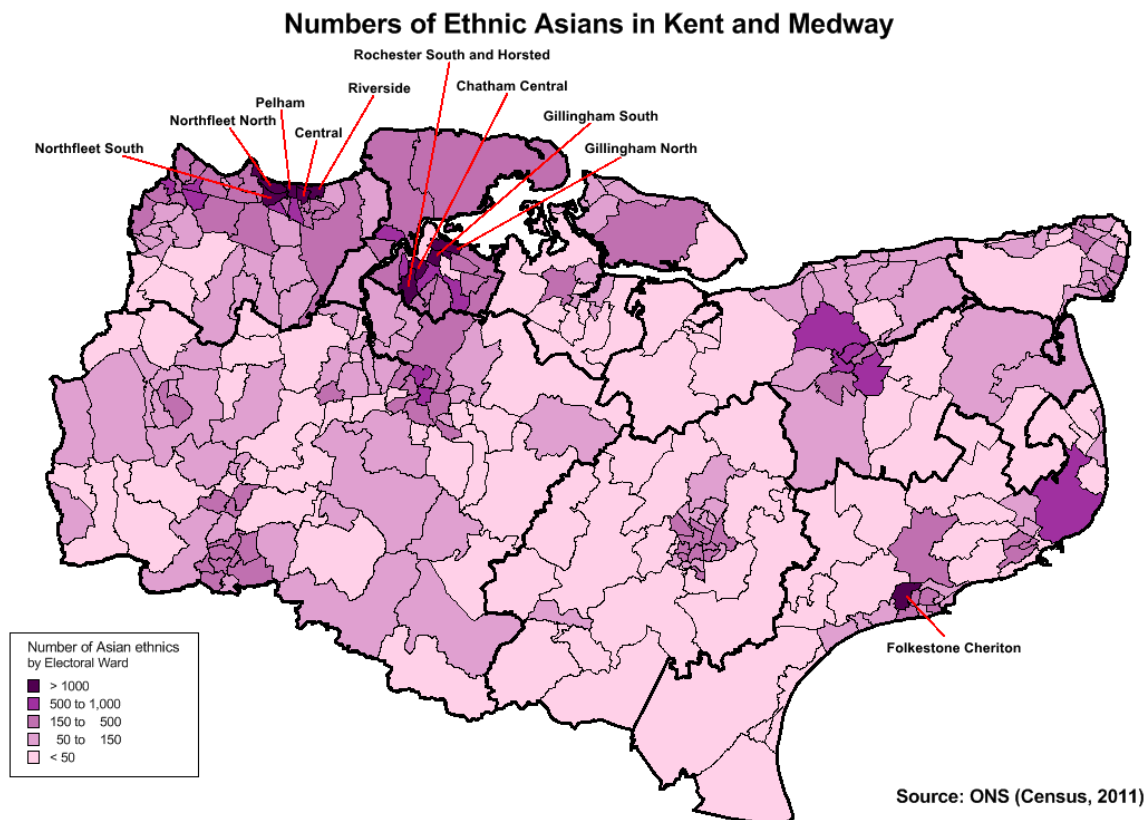 Numbers of Ethnic Asians in Kent and Medway
Rochester South and Horsted
Riverside
Chatham Central
Pelham
Gillingham South
Northfleet North
Central
Northfleet South
Gillingham North
Folkestone Cheriton
Number of Asian ethnics
by Electoral Ward
> 1000
500 to 1,000
150 to 500
50 to 150
< 50
Source: ONS (Census, 2011)